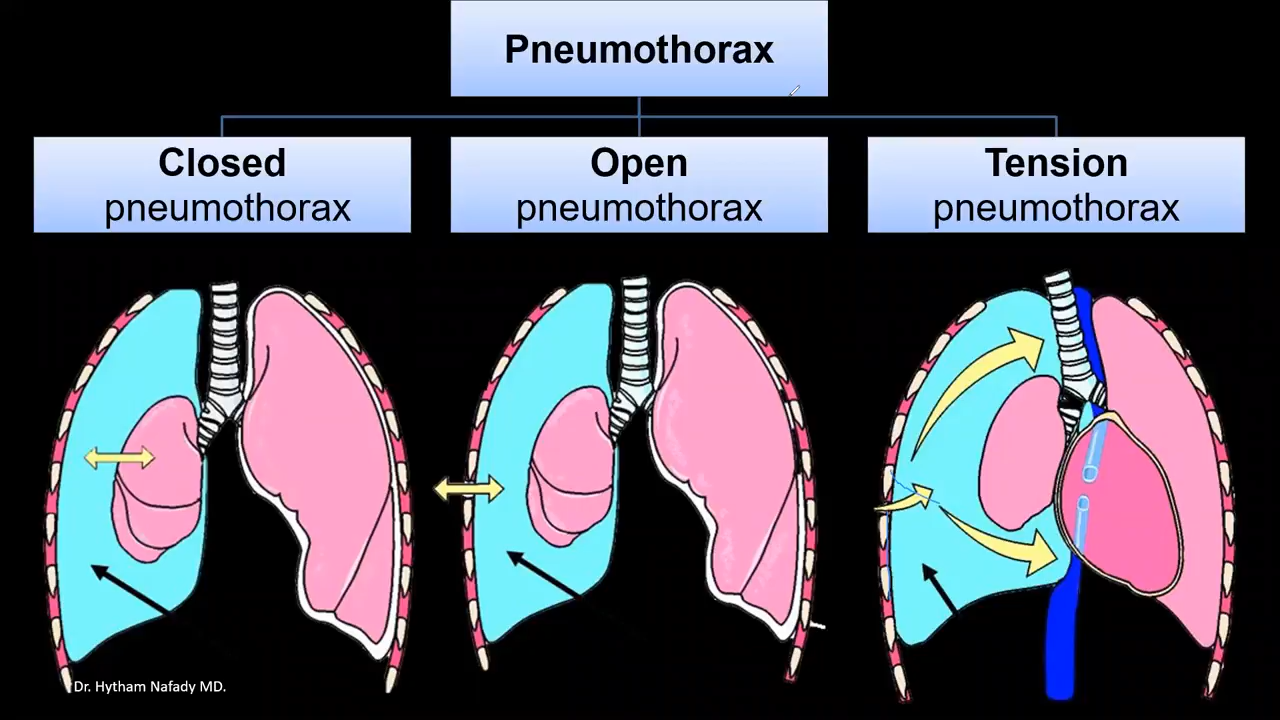 Pneumothorax
Closed
pneumothorax
Open
pneumothorax
Tension
pneumothorax
Dr. Hytham Nafady MD.